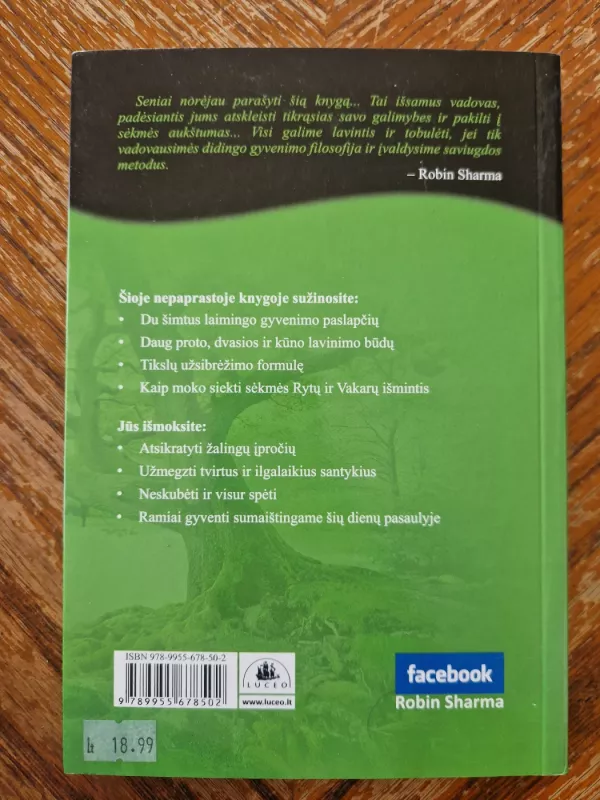 Seniai norėjau parašyti šią knygą... Tai išsamus vadovas,
padėsiantis jums atskleisti tikrąsias savo galimybes ir pakilti į
sėkmės aukštumas... Visi galime lavintis ir tobulėti, jei tik
vadovausimės didingo gyvenimo filosofija ir įvaldysime saviugdos
metodus.
– Robin Sharma
Šioje nepaprastoje knygoje sužinosite:
• Du šimtus laimingo gyvenimo paslapčių
• Daug proto, dvasios ir kūno lavinimo būdų
• Tikslų užsibrėžimo formulę
• Kaip moko siekti sėkmės Rytų ir Vakarų išmintis
Jūs išmoksite:
• Atsikratyti žalingų įpročių
• Užmegzti tvirtus ir ilgalaikius santykius
• Neskubėti ir visur spėti
• Ramiai gyventi sumaištingame šių dienų pasaulyje
ISBN 978-9955-678-50-2
9 789955 678502
LUCEO
www.luceo.lt
facebook
Robin Sharma
Lt 18.99